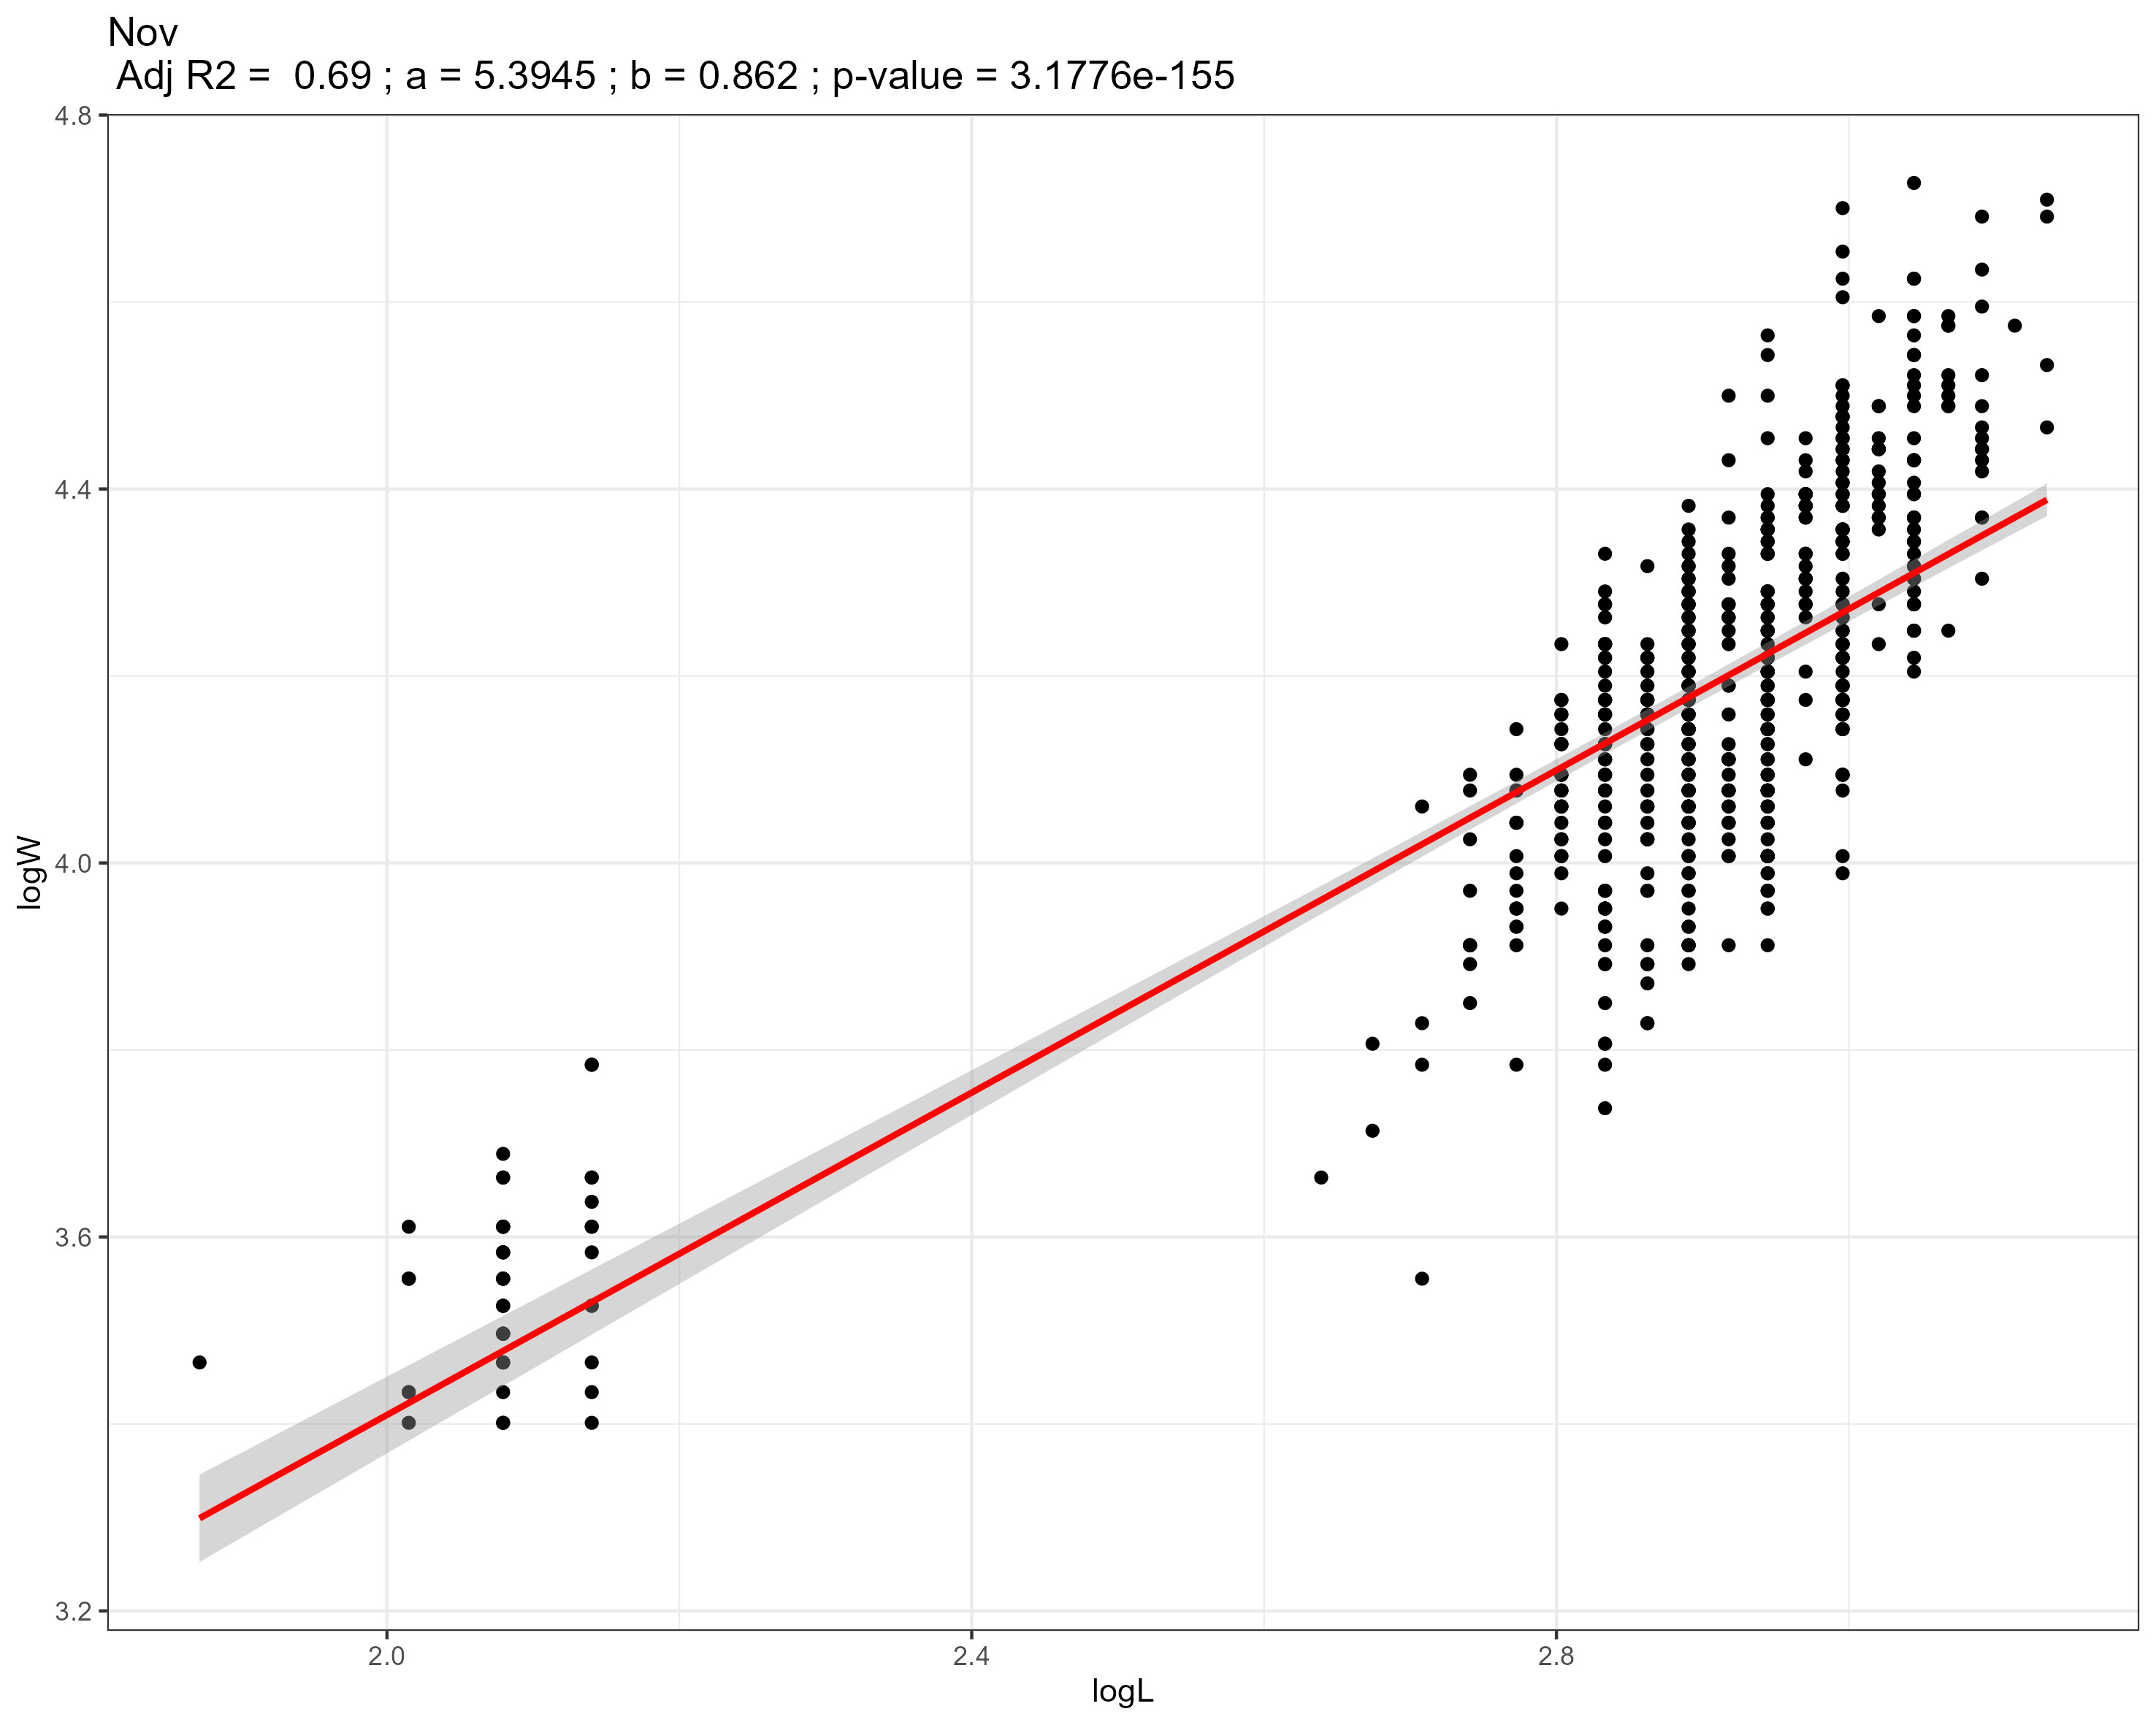 Nov
Adj R2 =  0.69 ; a = 5.3945 ; b = 0.862 ; p-value = 3.1776e-155
4.8
4.4
4.0
3.6
3.2
logW
2.0
2.4
2.8
logL